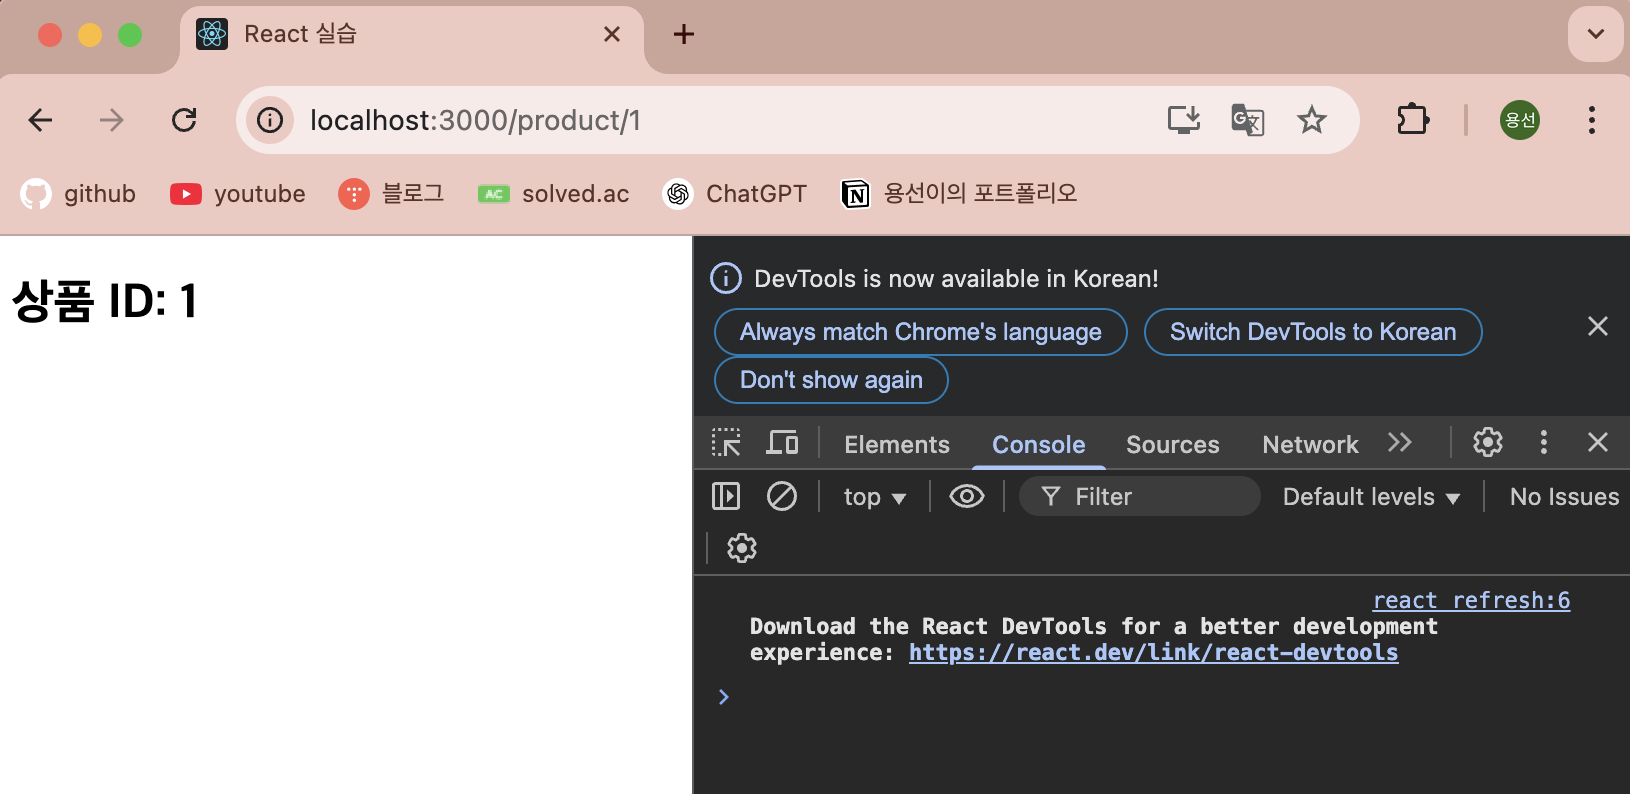 React 실습
localhost:3000/product/1
용선
github
youtube
블로그
AC
solved.ac
ChatGPT
N
용선이의 포트폴리오
상품 ID: 1
DevTools is now available in Korean!
Always match Chrome's language
Switch DevTools to Korean
Don't show again
Elements
Console
Sources
Network
top
Filter
Default levels
No Issues
react refresh:6
Download the React DevTools for a better development
experience: https://react.dev/link/react-devtools